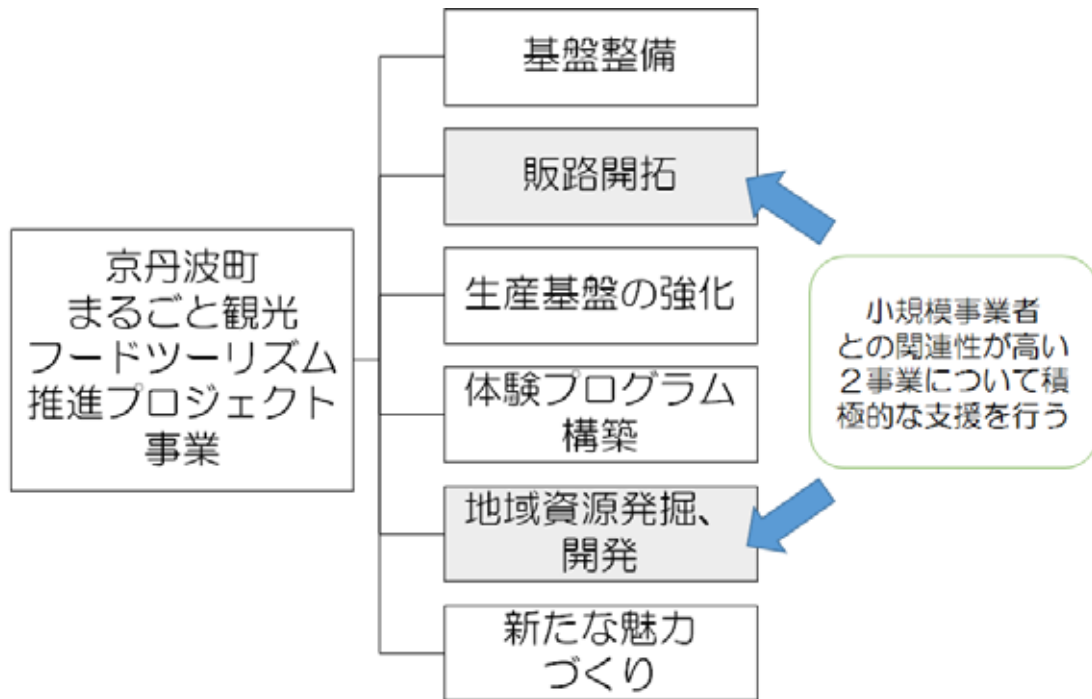 京丹波町
まるごと観光
フードツーリズム
推進プロジェクト
事業
基盤整備
販路開拓
生産基盤の強化
体験プログラム
構築
地域資源発掘、
開発
新たな魅力
づくり
小規模事業者
との関連性が高い
２事業について積
極的な支援を行う